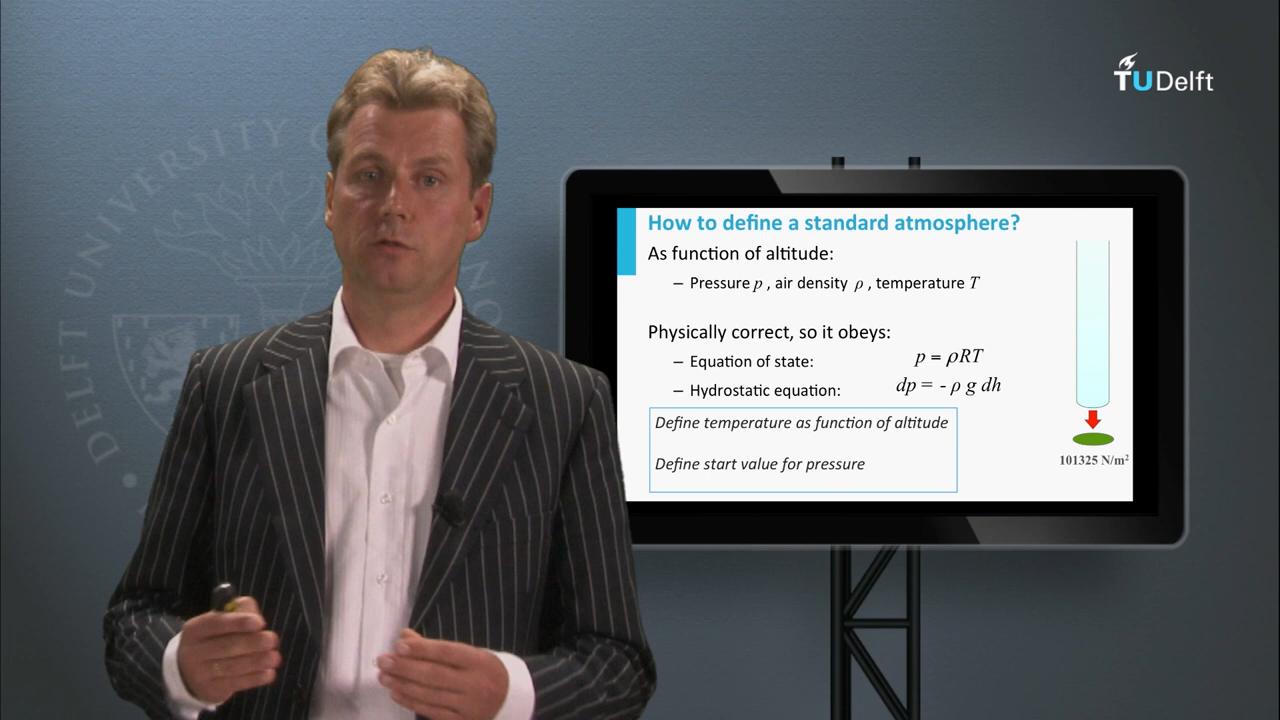 TUDelft
DELFT UNIVERSITY O
How to define a standard atmosphere?
As function of altitude:
– Pressure p , air density ρ , temperature T
Physically correct, so it obeys:
– Equation of state: p = ρRT
– Hydrostatic equation: dp = - ρ g dh
Define temperature as function of altitude
Define start value for pressure
101325 N/m²